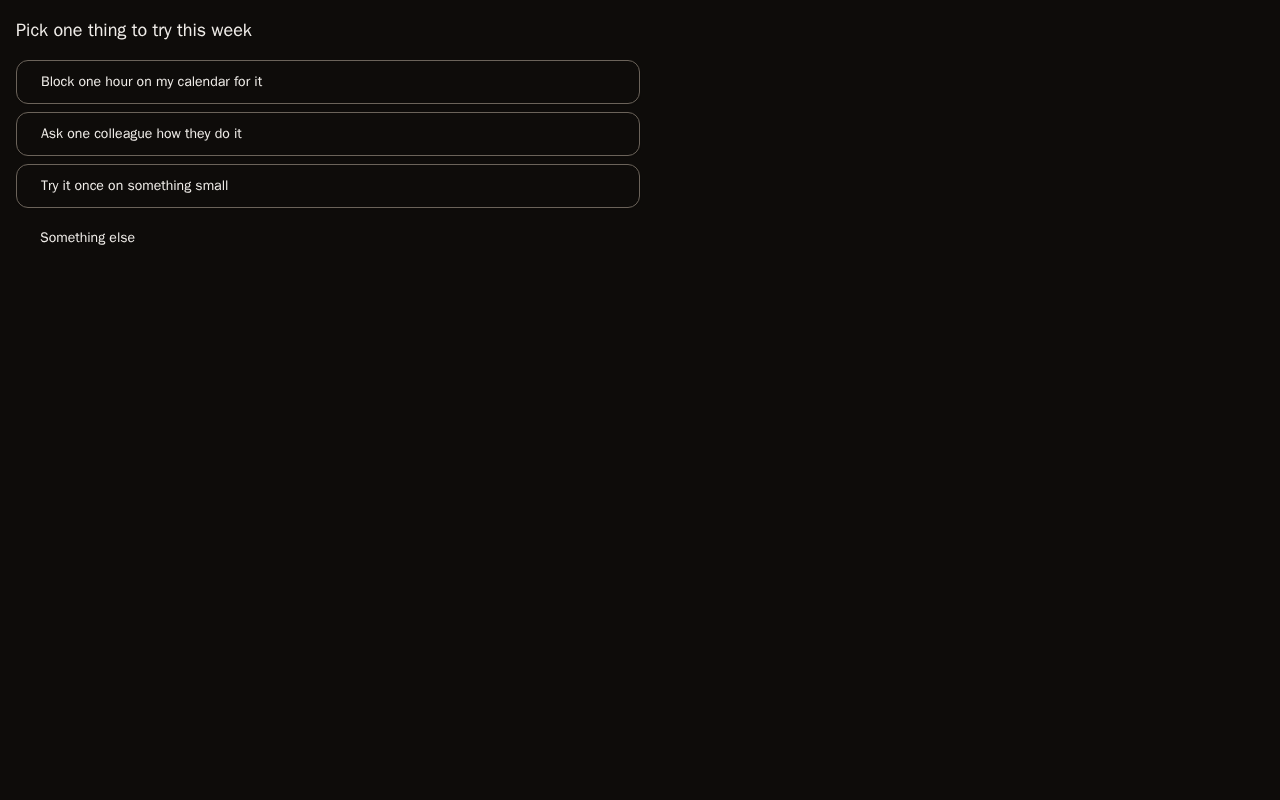 Pick one thing to try this week
Block one hour on my calendar for it
Ask one colleague how they do it
Try it once on something small
Something else